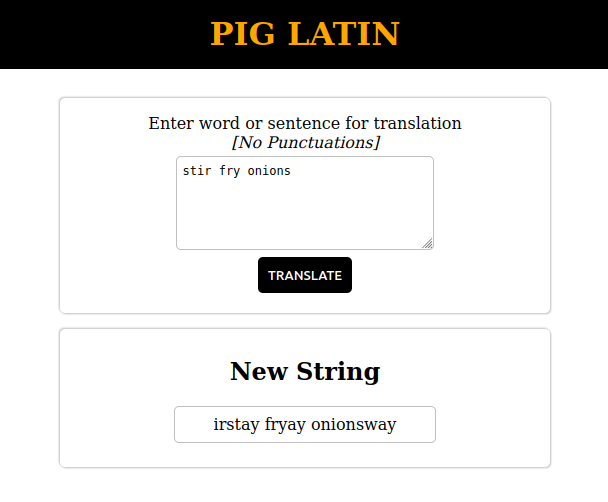 PIG LATIN
Enter word or sentence for translation
[No Punctuations]
stir fry onions
TRANSLATE
New String
irstay fryay onionsway